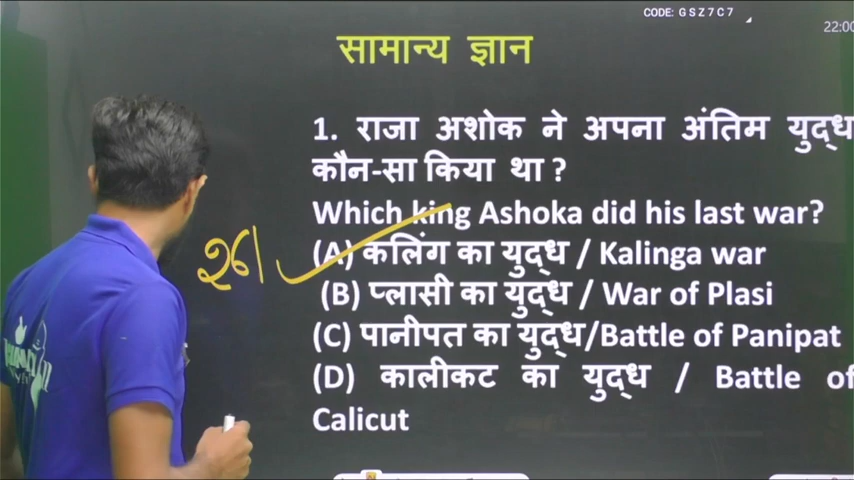 CODE: GSZ7C7
22:00
सामान्य ज्ञान
1. राजा अशोक ने अपना अंतिम युद्ध
कौन-सा किया था ?
Which king Ashoka did his last war?
(A) कलिंग का युद्ध / Kalinga war
(B) प्लासी का युद्ध / War of Plasi
(C) पानीपत का युद्ध/Battle of Panipat
(D) कालीकट का युद्ध / Battle of
Calicut
261